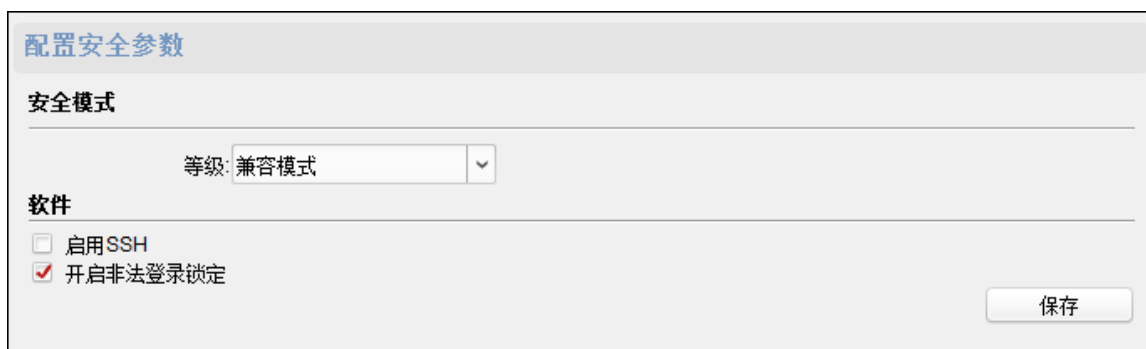 配置安全参数
安全模式
等级: 兼容模式
软件
启用SSH
开启非法登录锁定
保存